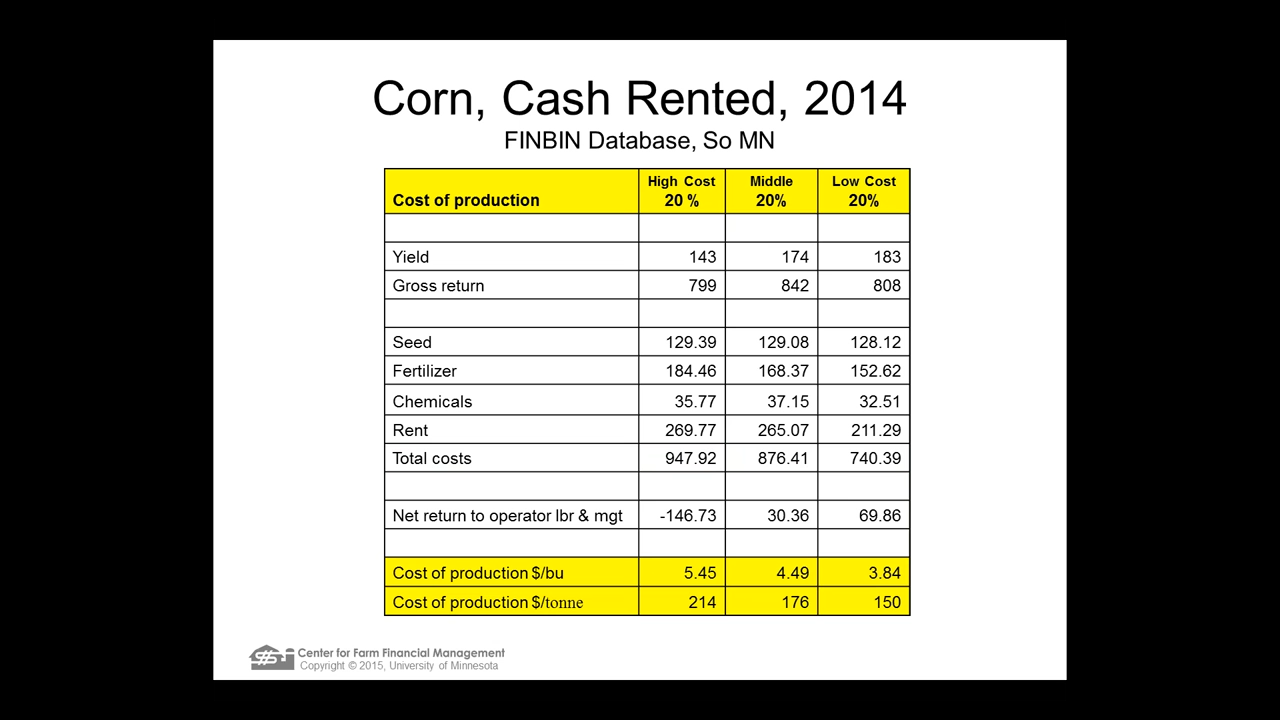 Corn, Cash Rented, 2014
FINBIN Database, So MN
Cost of production High Cost 20 % Middle 20% Low Cost 20%
Yield 143 174 183
Gross return 799 842 808
Seed 129.39 129.08 128.12
Fertilizer 184.46 168.37 152.62
Chemicals 35.77 37.15 32.51
Rent 269.77 265.07 211.29
Total costs 947.92 876.41 740.39
Net return to operator lbr & mgt -146.73 30.36 69.86
Cost of production $/bu 5.45 4.49 3.84
Cost of production $/tonne 214 176 150
Center for Farm Financial Management
Copyright © 2015, University of Minnesota